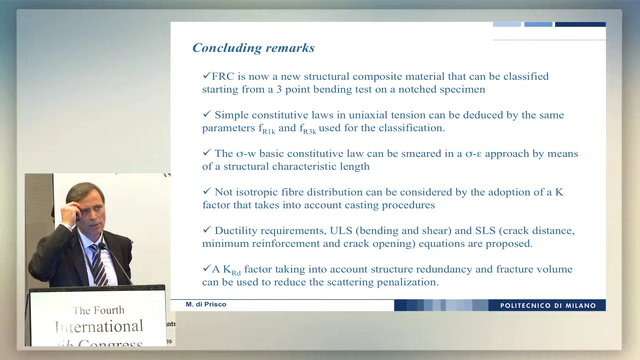 Concluding remarks
✓FRC is now a new structural composite material that can be classified
starting from a 3 point bending test on a notched specimen
✓ Simple constitutive laws in uniaxial tension can be deduced by the same
parameters fR1k and fR3k used for the classification.
✓ The σ-w basic constitutive law can be smeared in a σ-ε approach by means
of a structural characteristic length
✓ Not isotropic fibre distribution can be considered by the adoption of a K
factor that takes into account casting procedures
✓ Ductility requirements, ULS (bending and shear) and SLS (crack distance,
minimum reinforcement and crack opening) equations are proposed.
✓A KRd factor taking into account structure redundancy and fracture volume
can be used to reduce the scattering penalization.
M. di Prisco
POLITECNICO DI MILANO
The Fourth
International
fib Congress